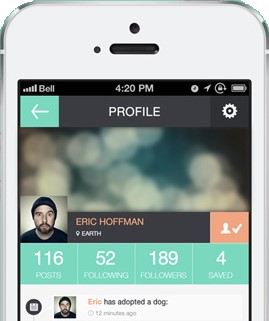 Bell 4:20 PM
PROFILE
ERIC HOFFMAN
EARTH
116 52 189 4
POSTS FOLLOWING FOLLOWERS SAVED
Eric has adopted a dog:
12 minutes ago